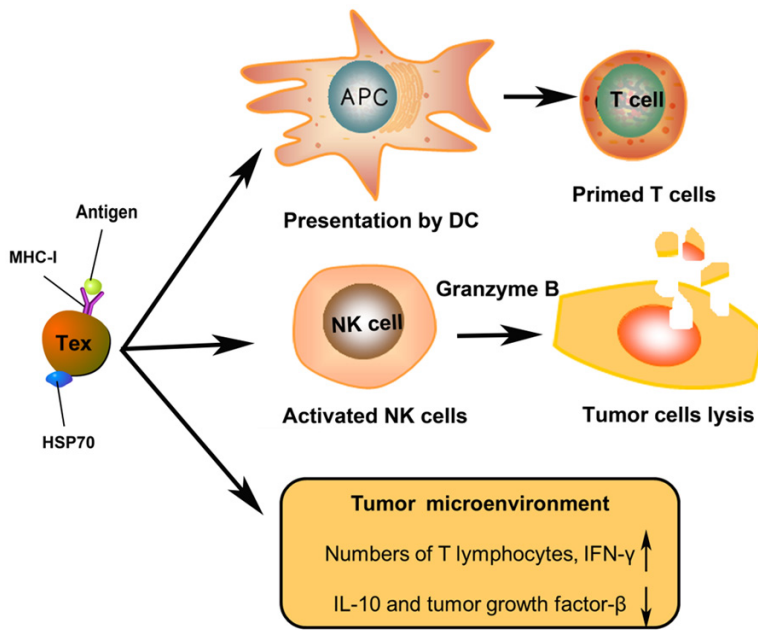 APC
T cell
Presentation by DC
Primed T cells
Antigen
MHC-I
Tex
HSP70
NK cell
Granzyme B
Activated NK cells
Tumor cells lysis
Tumor microenvironment
Numbers of T lymphocytes, IFN-γ
IL-10 and tumor growth factor-β